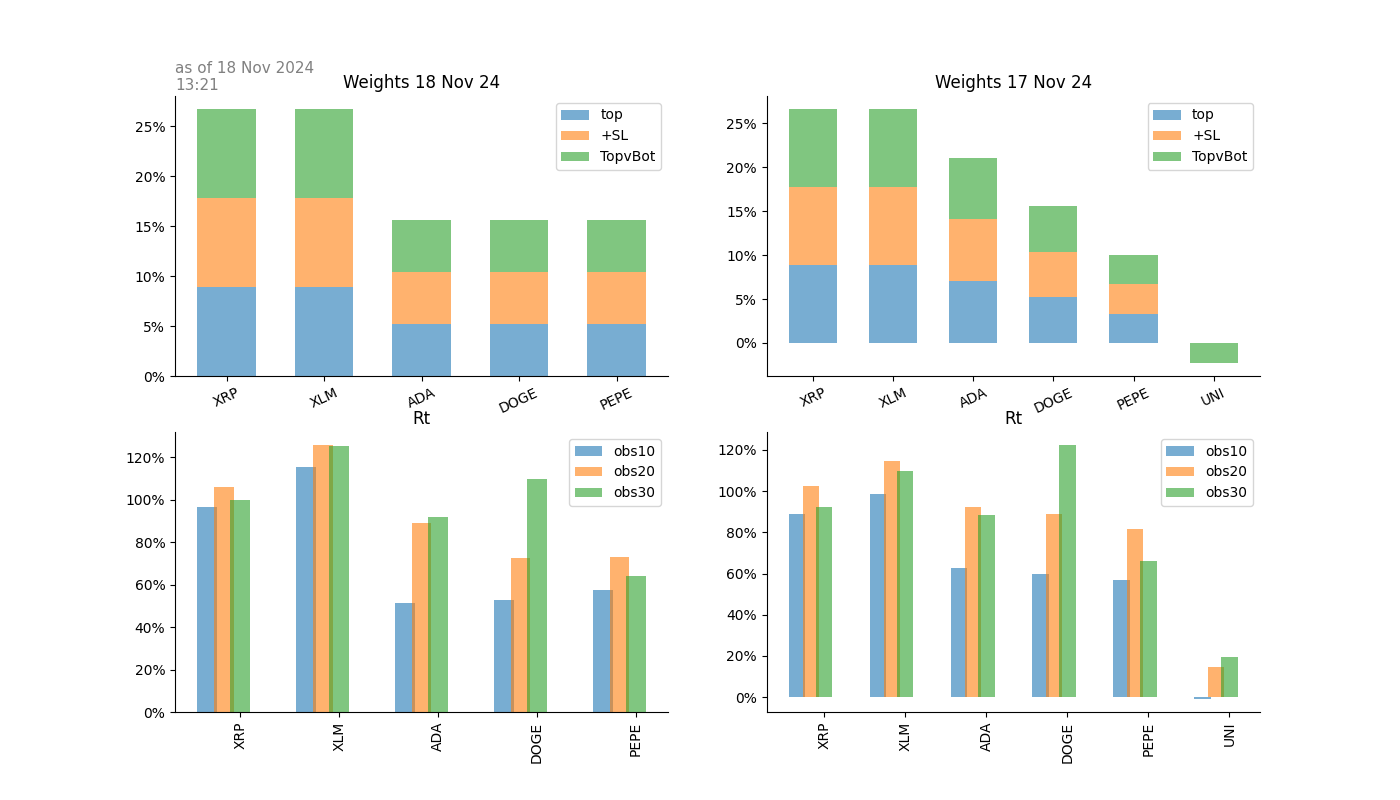 as of 18 Nov 2024
13:21
Weights 18 Nov 24
25%
20%
15%
10%
5%
0%
top
+SL
TopvBot
XRP XLM ADA DOGE PEPE
Weights 17 Nov 24
25%
20%
15%
10%
5%
0%
top
+SL
TopvBot
XRP XLM ADA DOGE PEPE UNI
Rt
120%
100%
80%
60%
40%
20%
0%
obs10
obs20
obs30
XRP XLM ADA DOGE PEPE
Rt
120%
100%
80%
60%
40%
20%
0%
obs10
obs20
obs30
XRP XLM ADA DOGE PEPE UNI